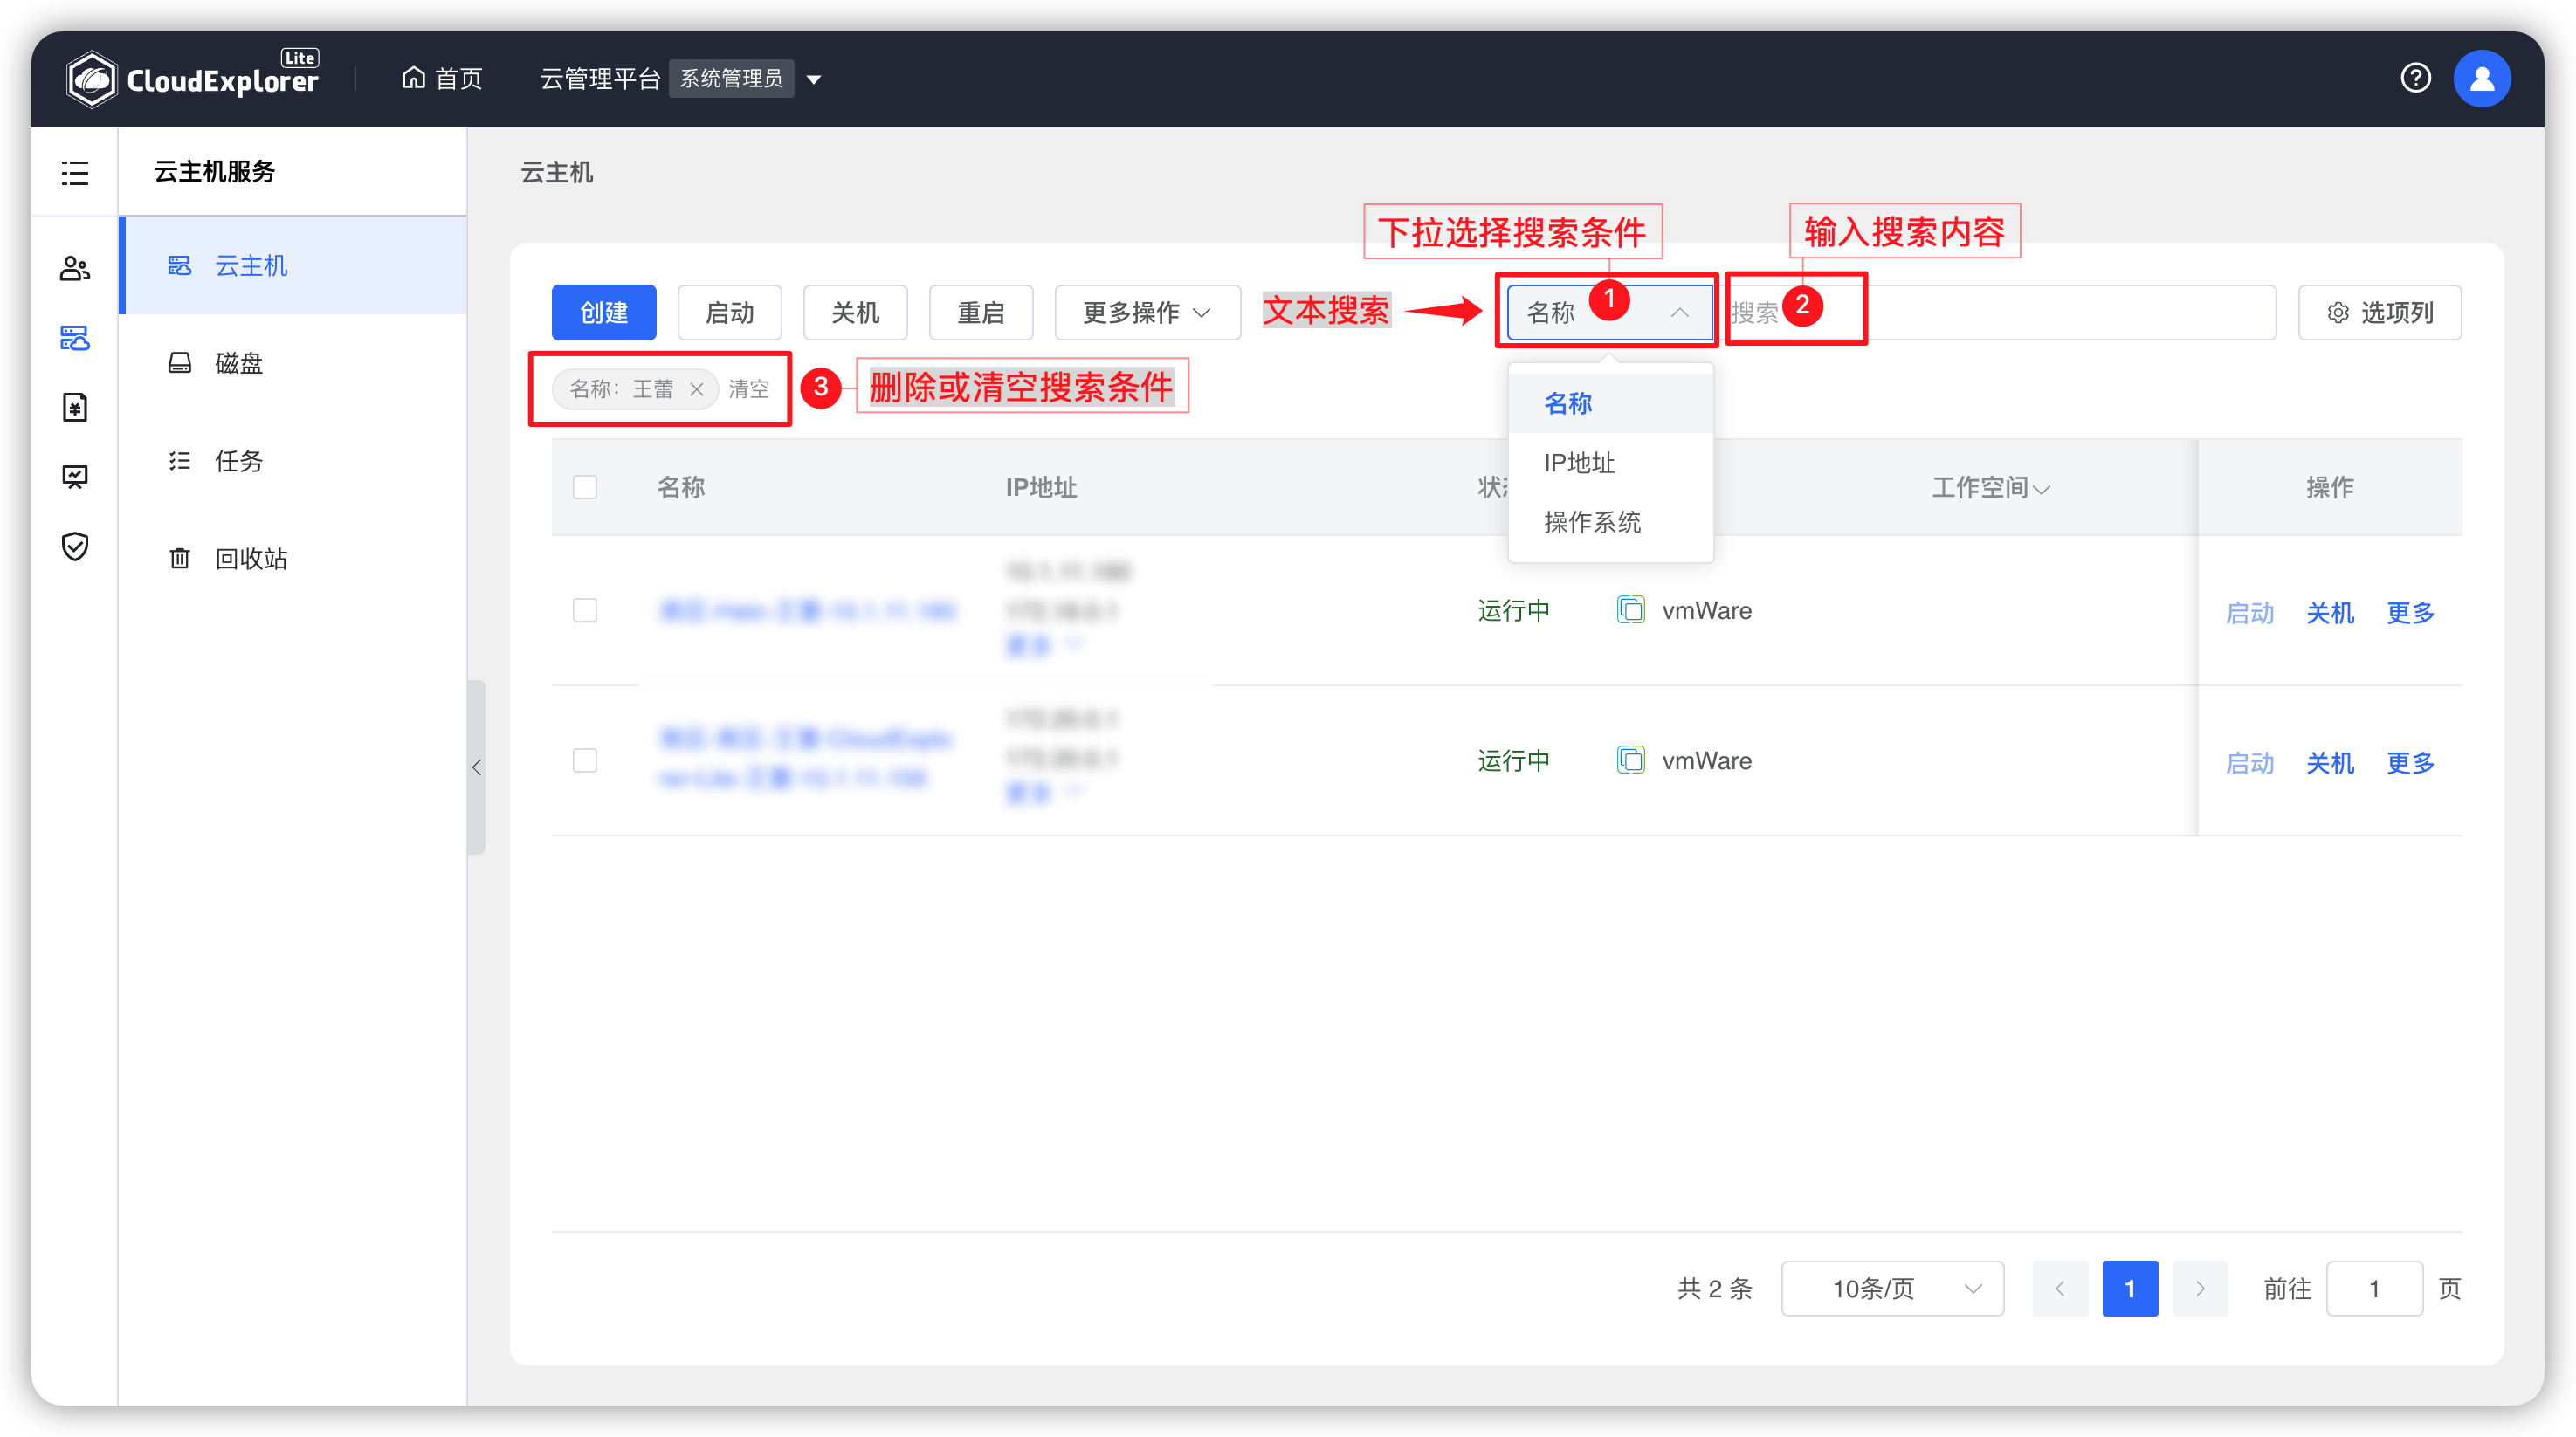 CloudExplorer Lite
首页
云管理平台 系统管理员
云主机服务
云主机
磁盘
任务
回收站
云主机
下拉选择搜索条件
输入搜索内容
创建 启动 关机 重启 更多操作 文本搜索 名称 1 搜索 2 选项列
名称：王蕾 清空 3 删除或清空搜索条件
名称
IP地址
操作系统
名称 IP地址 工作空间 操作
运行中 vmWare 启动 关机 更多
运行中 vmWare 启动 关机 更多
共 2 条 10条/页 1 前往 1 页